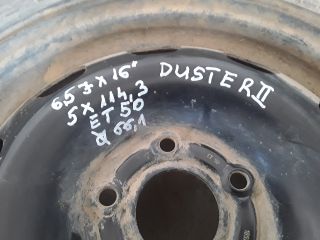 6.5J x 16"
5 x 114,3
ET 50
ø 66,1
DUSTER II